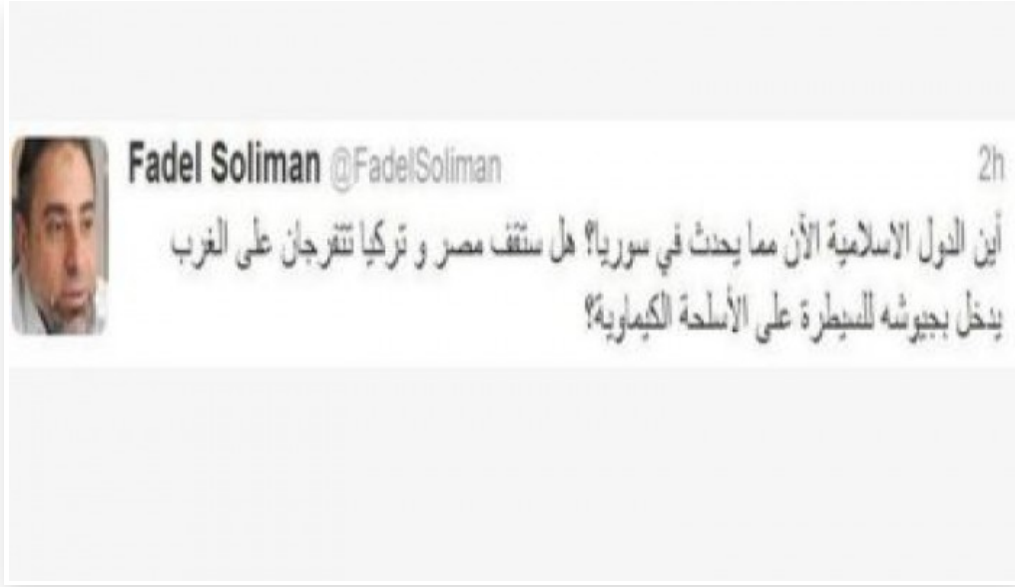 Fadel Soliman @FadelSoliman 2h
أين الدول الاسلامية الأن مما يحدث في سوريا؟ هل ستقف مصر و تركيا تتفرجان على الغرب
يدخل بجيوشه للسيطرة على الأسلحة الكيماوية؟